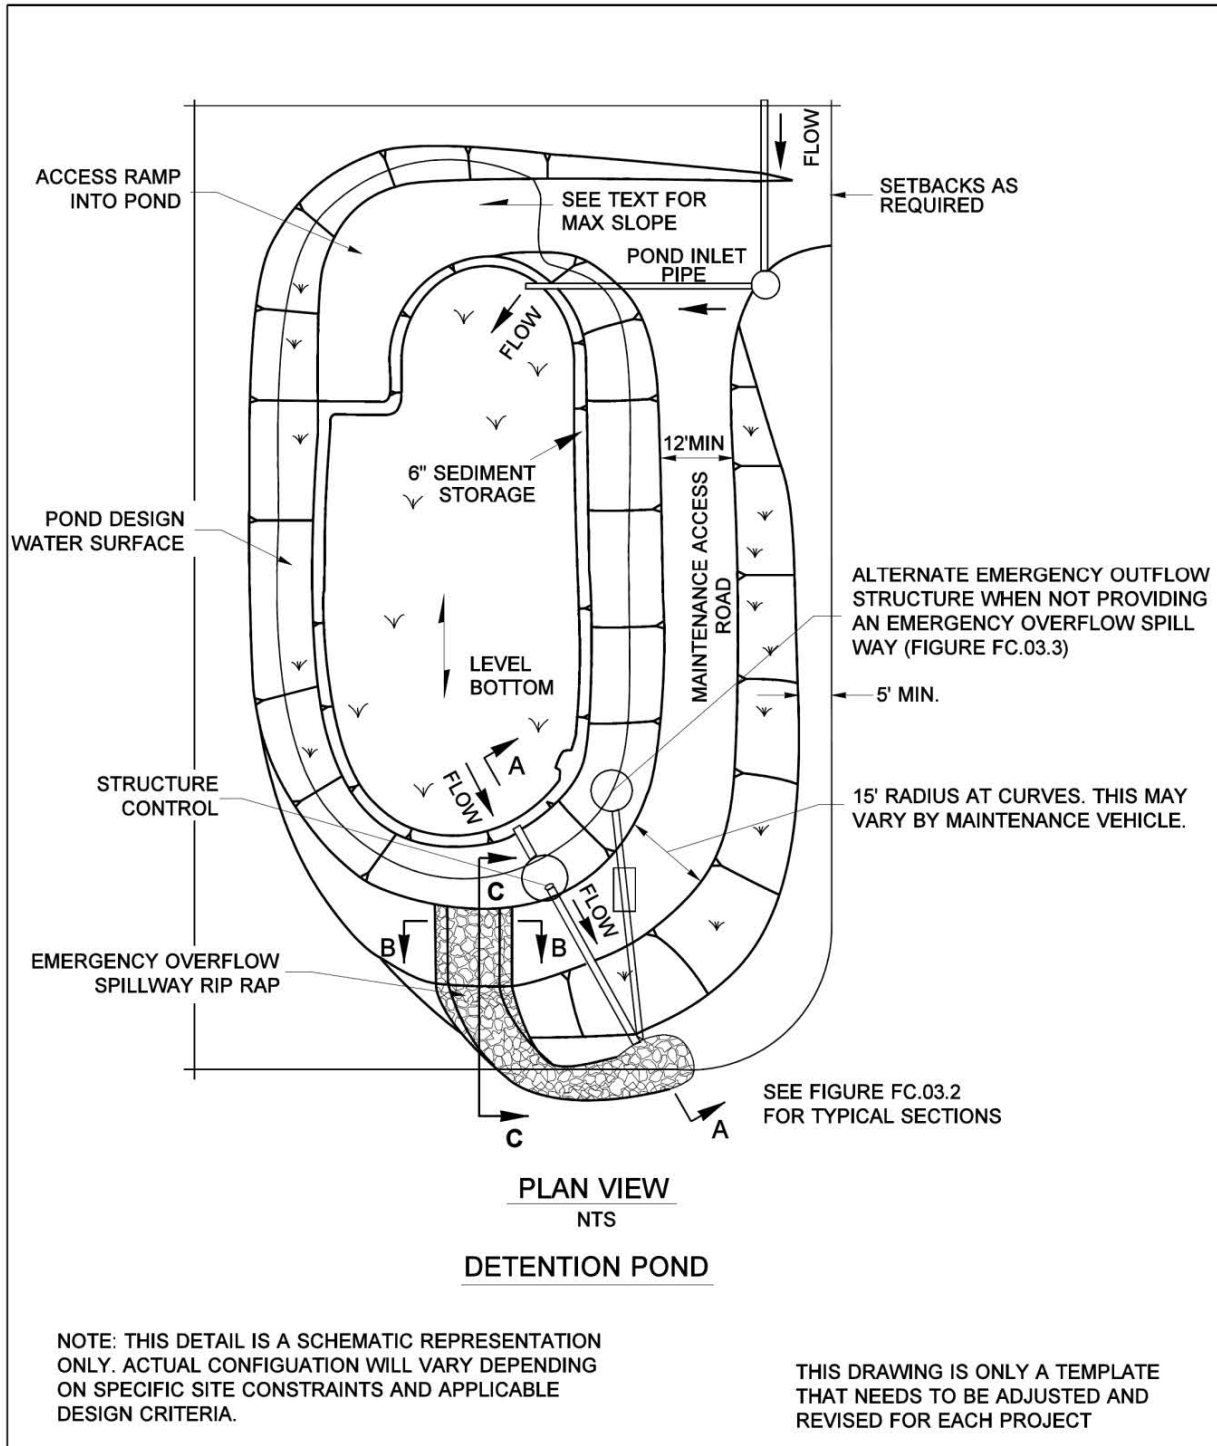 FLOW
ACCESS RAMP
INTO POND
SEE TEXT FOR
MAX SLOPE
SETBACKS AS
REQUIRED
POND INLET
PIPE
FLOW
12'MIN
6" SEDIMENT
STORAGE
MAINTENANCE ACCESS
ROAD
POND DESIGN
WATER SURFACE
ALTERNATE EMERGENCY OUTFLOW
STRUCTURE WHEN NOT PROVIDING
AN EMERGENCY OVERFLOW SPILL
WAY (FIGURE FC.03.3)
LEVEL
BOTTOM
5' MIN.
A
FLOW
STRUCTURE
CONTROL
15' RADIUS AT CURVES. THIS MAY
VARY BY MAINTENANCE VEHICLE.
C
FLOW
B
B
EMERGENCY OVERFLOW
SPILLWAY RIP RAP
SEE FIGURE FC.03.2
FOR TYPICAL SECTIONS
A
C
PLAN VIEW
NTS
DETENTION POND
NOTE: THIS DETAIL IS A SCHEMATIC REPRESENTATION
ONLY. ACTUAL CONFIGUATION WILL VARY DEPENDING
ON SPECIFIC SITE CONSTRAINTS AND APPLICABLE
DESIGN CRITERIA.
THIS DRAWING IS ONLY A TEMPLATE
THAT NEEDS TO BE ADJUSTED AND
REVISED FOR EACH PROJECT